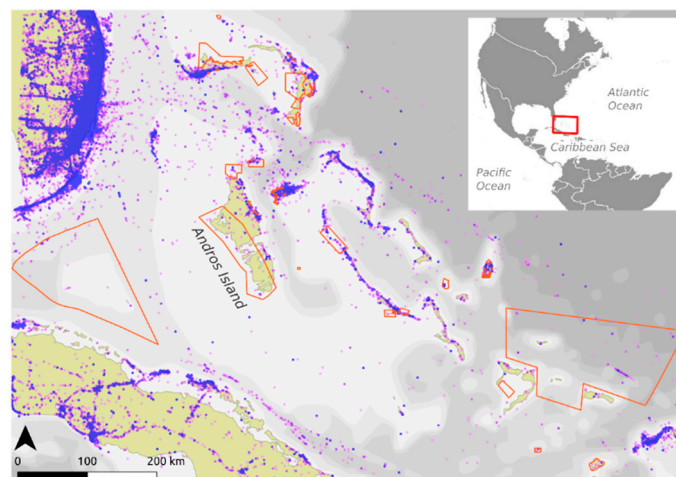 Atlantic
Ocean
Caribbean Sea
Pacific
Ocean
Andros Island
0 100 200 km